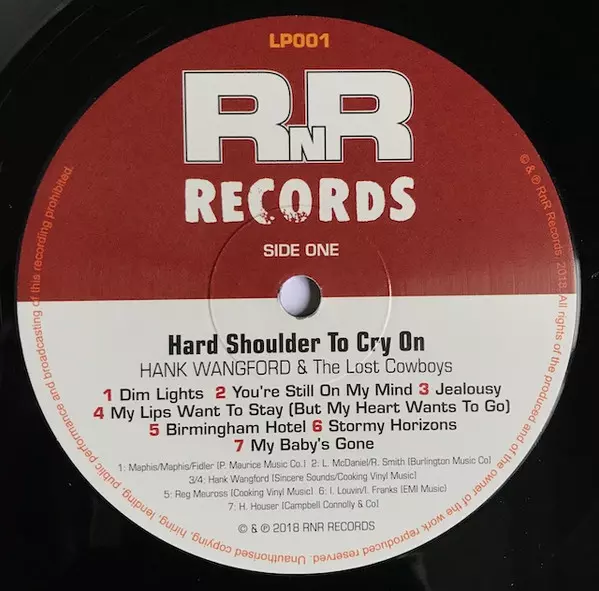 LP001
RnR
RECORDS
SIDE ONE
Hard Shoulder To Cry On
HANK WANGFORD & The Lost Cowboys
1 Dim Lights 2 You're Still On My Mind 3 Jealousy
4 My Lips Want To Stay (But My Heart Wants To Go)
5 Birmingham Hotel 6 Stormy Horizons
7 My Baby's Gone
1: Maphis/Maphis/Fidler (P. Maurice Music Co.) 2: L. McDaniel/R. Smith (Burlington Music Co)
3/4: Hank Wangford (Sincere Sounds/Cooking Vinyl Music)
5: Reg Meuross (Cooking Vinyl Music) 6: I. Louvin/I. Franks (EMI Music)
7: H. Houser (Campbell Connolly & Co)
© & ℗ 2018 RNR RECORDS
© & ℗ RnR Records 2018. All rights of the produced and of the owner of the work reproduced reserved. Unauthorised copying, hiring, lending, public performance and broadcasting of this recording prohibited.